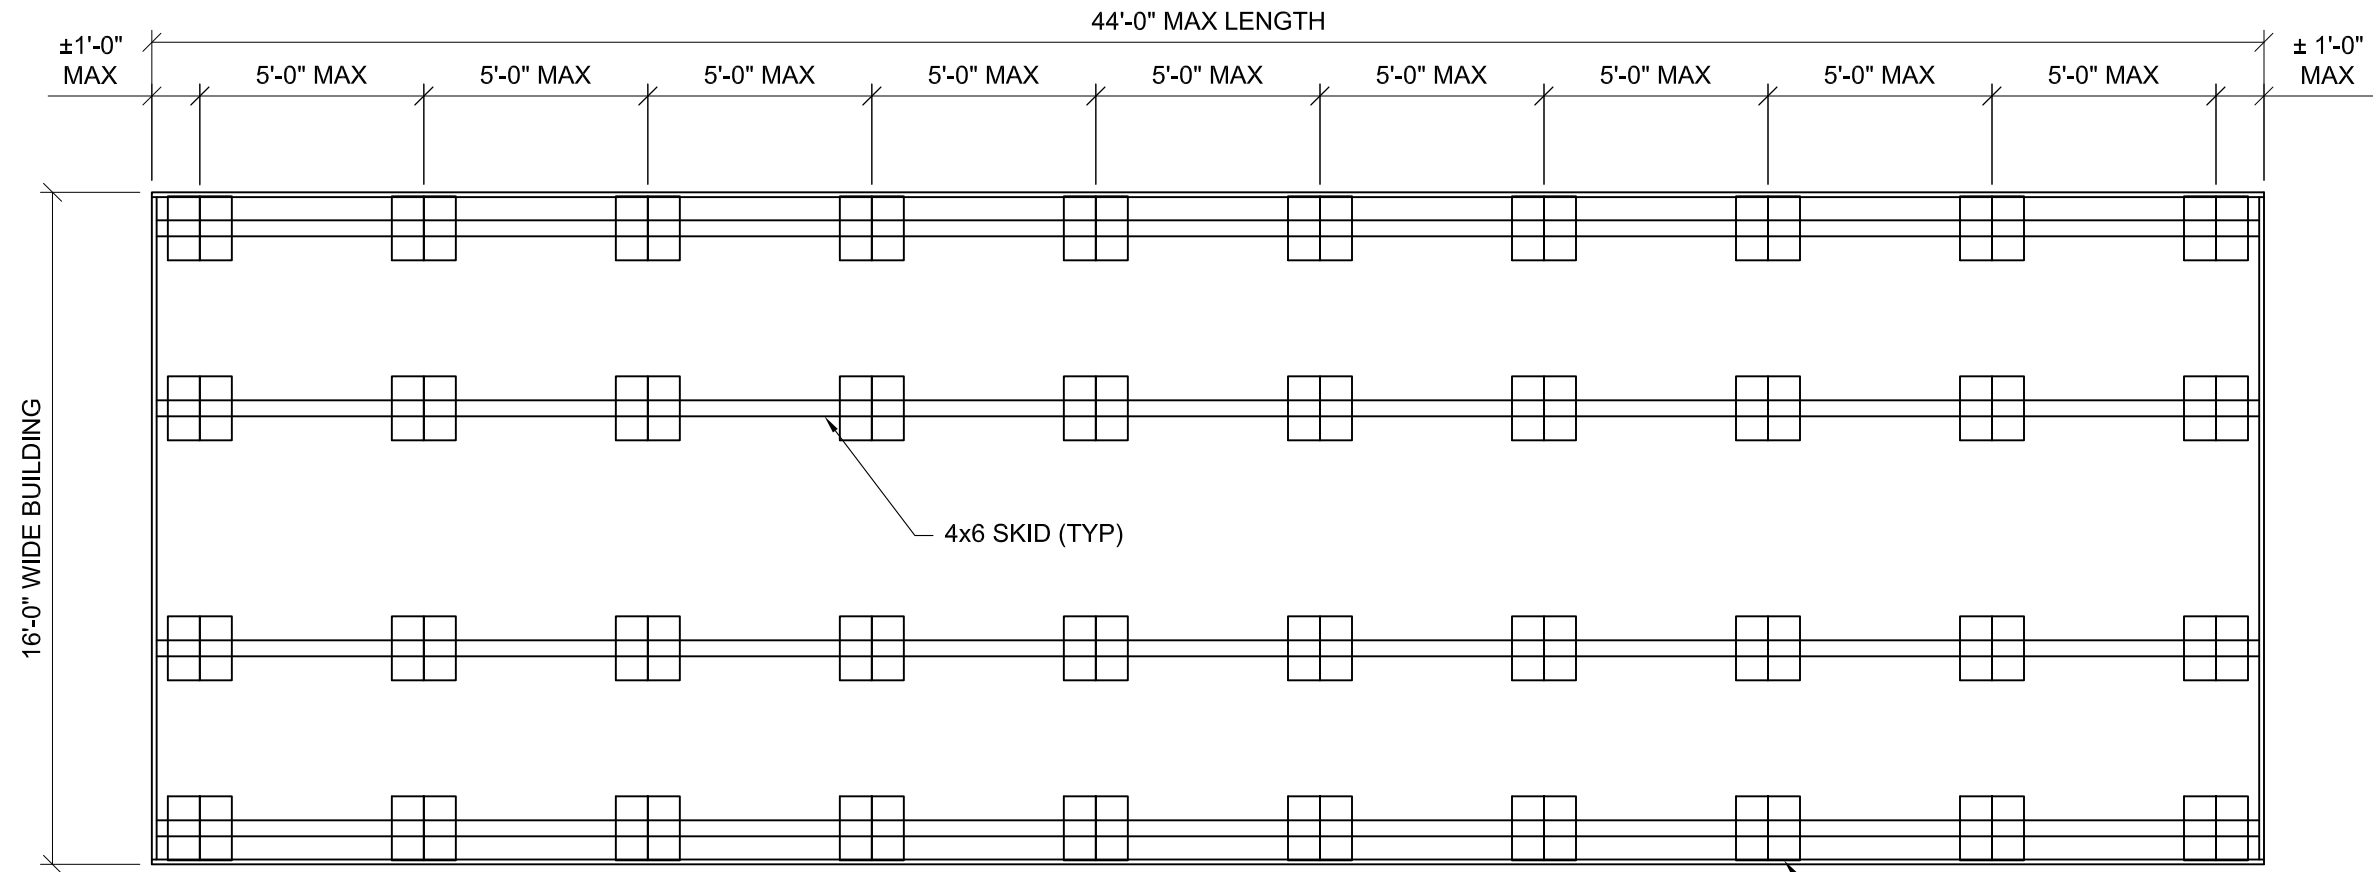 44'-0" MAX LENGTH
±1'-0"
MAX
5'-0" MAX
5'-0" MAX
5'-0" MAX
5'-0" MAX
5'-0" MAX
5'-0" MAX
5'-0" MAX
5'-0" MAX
5'-0" MAX
± 1'-0"
MAX
16'-0" WIDE BUILDING
4x6 SKID (TYP)